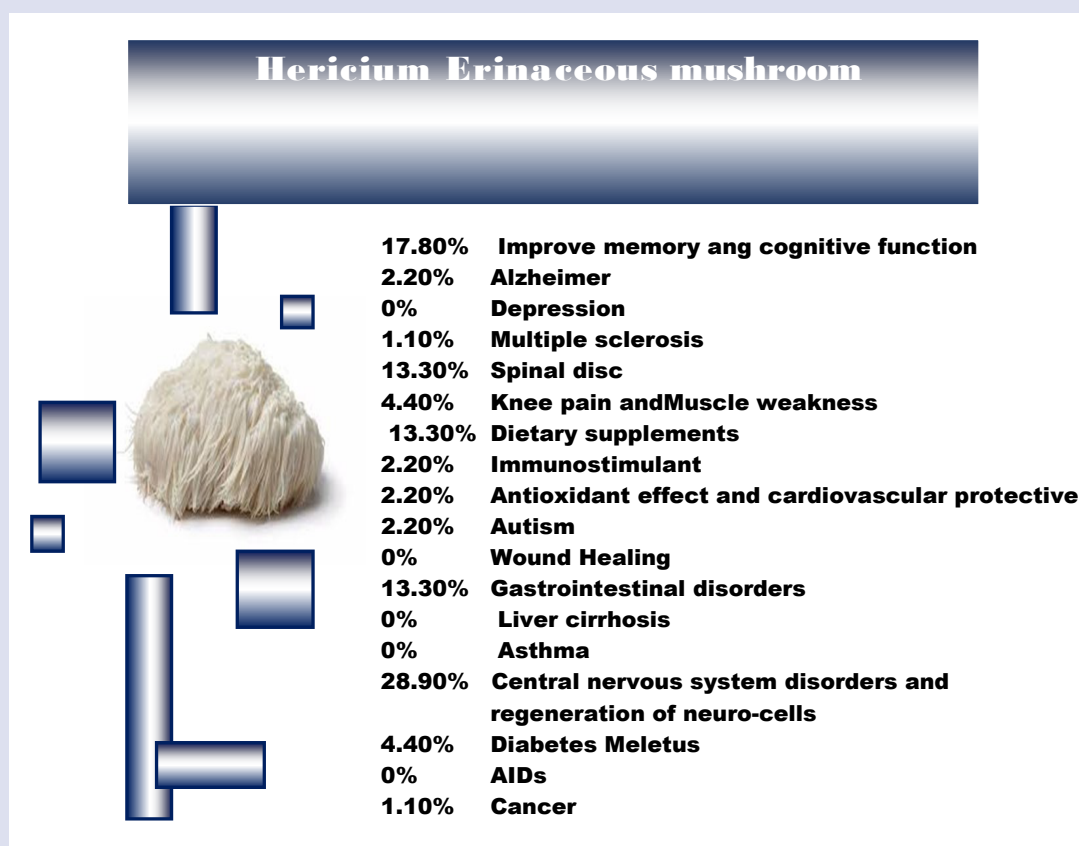 Hericium Erinaceous mushroom
17.80% Improve memory ang cognitive function
2.20% Alzheimer
0% Depression
1.10% Multiple sclerosis
13.30% Spinal disc
4.40% Knee pain andMuscle weakness
13.30% Dietary supplements
2.20% Immunostimulant
2.20% Antioxidant effect and cardiovascular protective
2.20% Autism
0% Wound Healing
13.30% Gastrointestinal disorders
0% Liver cirrhosis
0% Asthma
28.90% Central nervous system disorders and
regeneration of neuro-cells
4.40% Diabetes Meletus
0% AIDs
1.10% Cancer